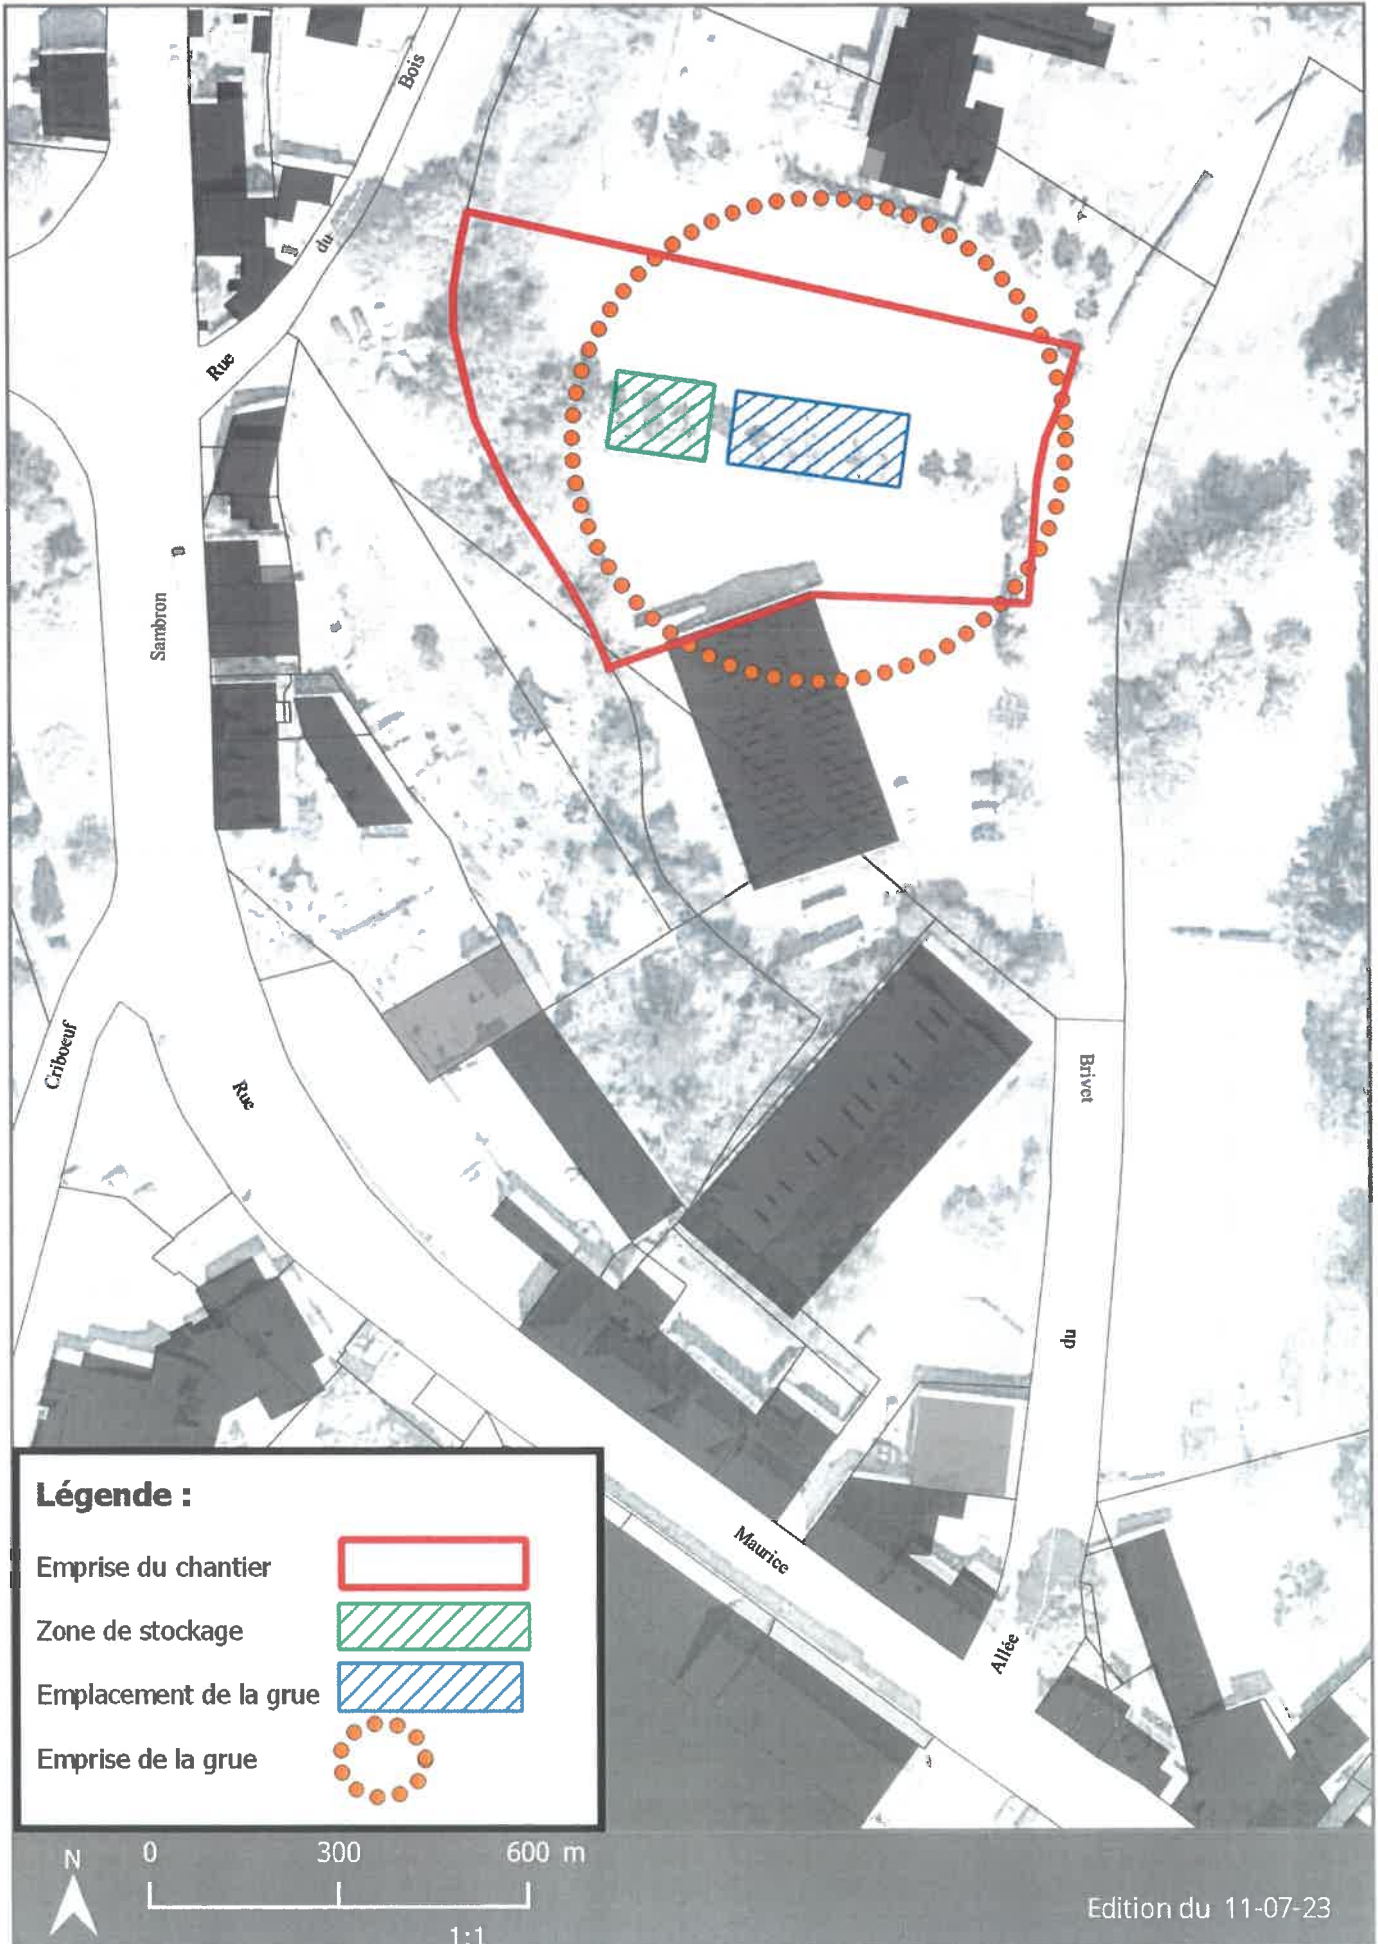 Bois
du
Rue
Sambron
Criboeuf
Rue
Brivet
du
Maurice
Allée
Légende :
Emprise du chantier
Zone de stockage
Emplacement de la grue
Emprise de la grue
N
0 300 600 m
1:1
Edition du 11-07-23